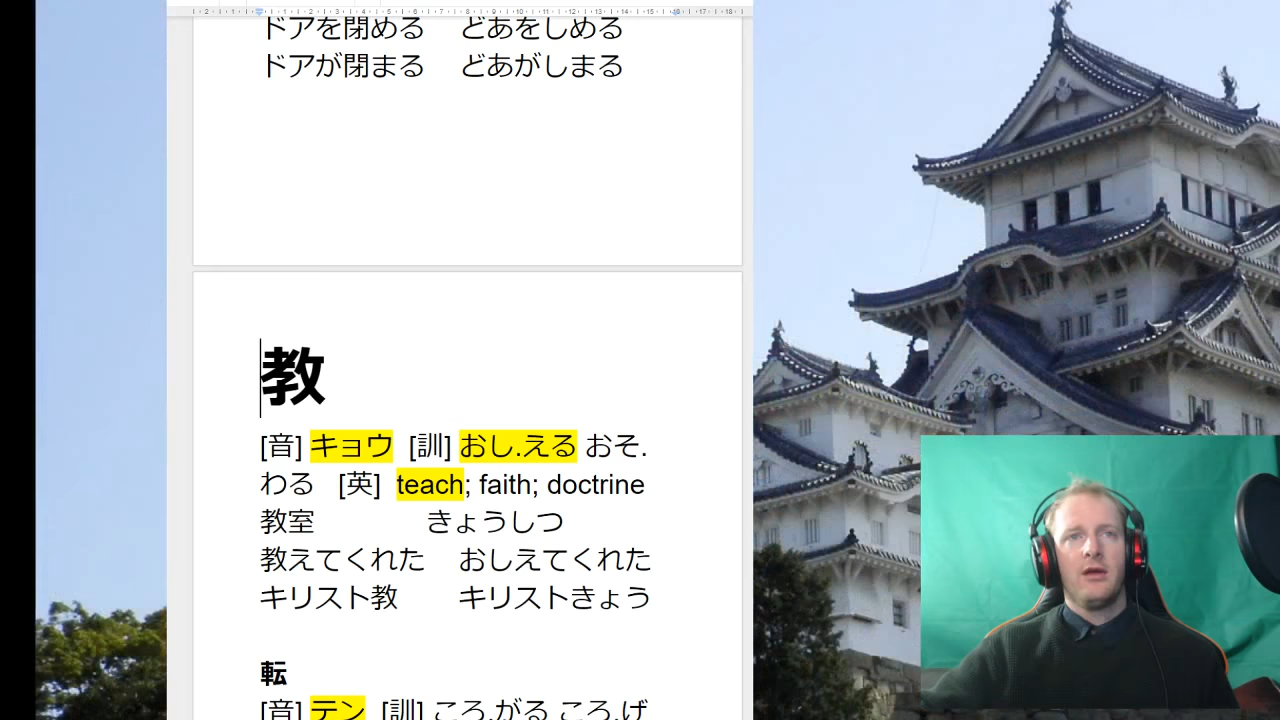 ドアを閉める どあをしめる
ドアが閉まる どあがしまる
教
[音] キョウ [訓] おし.える おそ.
わる [英] teach; faith; doctrine
教室 きょうしつ
教えてくれた おしえてくれた
キリスト教 キリストきょう
転
[音] テン [訓] ころ.がる ころ.げ